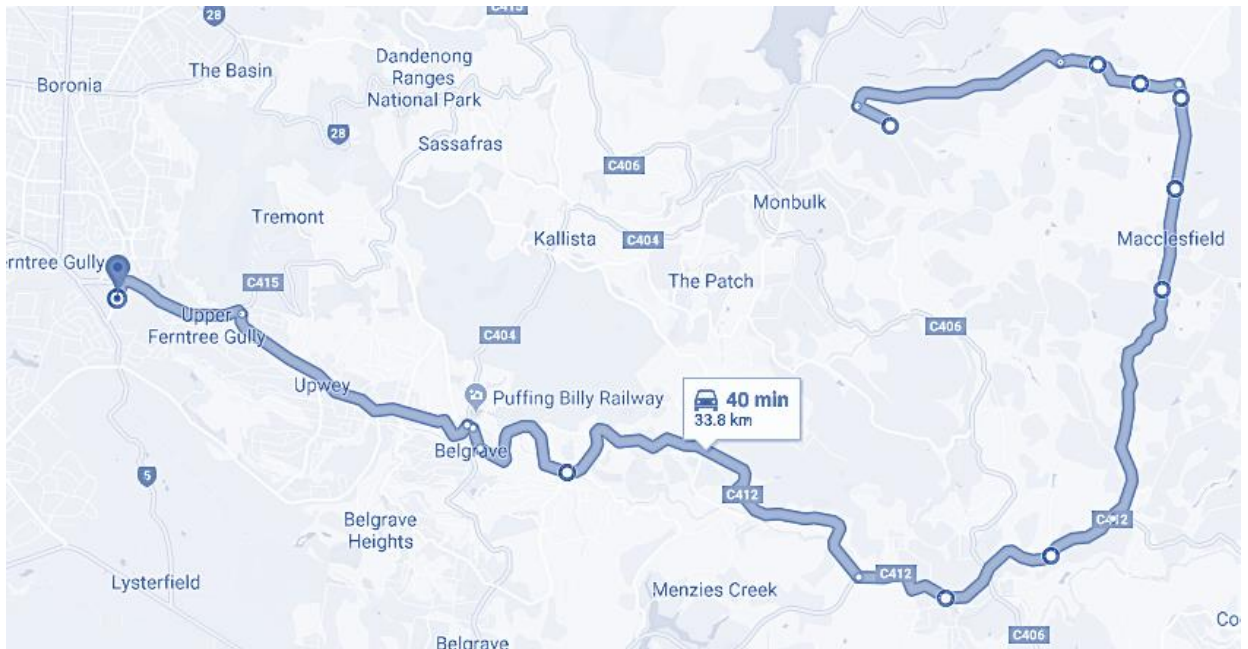 28
C415
Boronia
The Basin
Dandenong
Ranges
National Park
28
Sassafras
C406
Tremont
Monbulk
Kallista
C404
Macclesfield
erntree Gully
C415
The Patch
Upper
Ferntree Gully
C404
C406
Upwey
Puffing Billy Railway
40 min
33.8 km
Belgrave
5
C412
Belgrave
Heights
C412
Lysterfield
Menzies Creek
C412
Belgrave
C406
Co